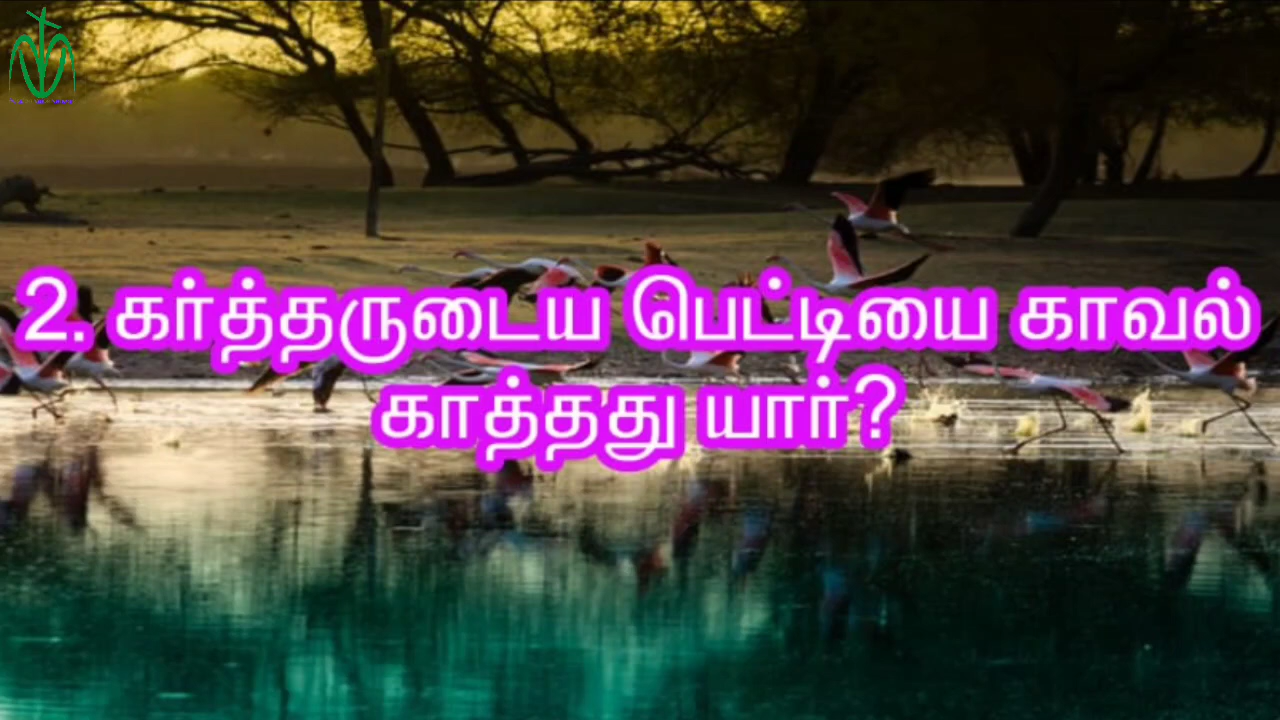 2. கர்த்தருடைய பெட்டியை காவல்
காத்தது யார்?